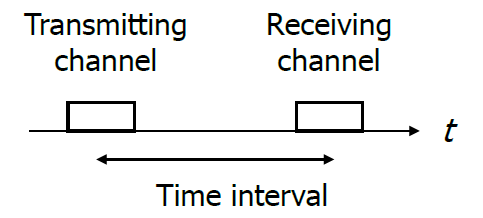 Transmitting
channel
Receiving
channel
t
Time interval